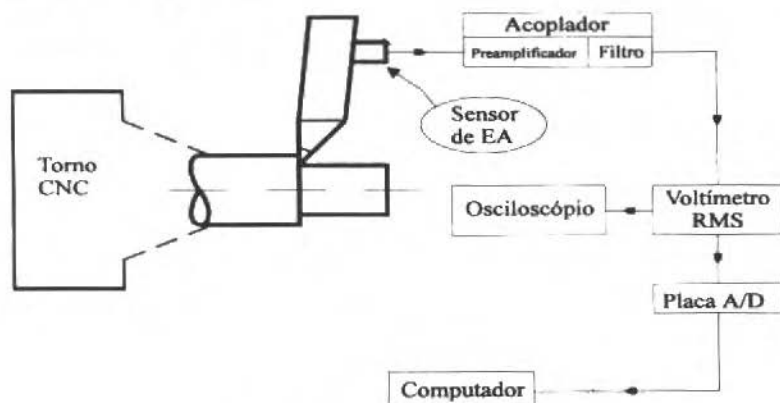 Acoplador
Preamplificador
Filtro
Sensor
de EA
Torno
CNC
Osciloscópio
Voltímetro
RMS
Placa A/D
Computador